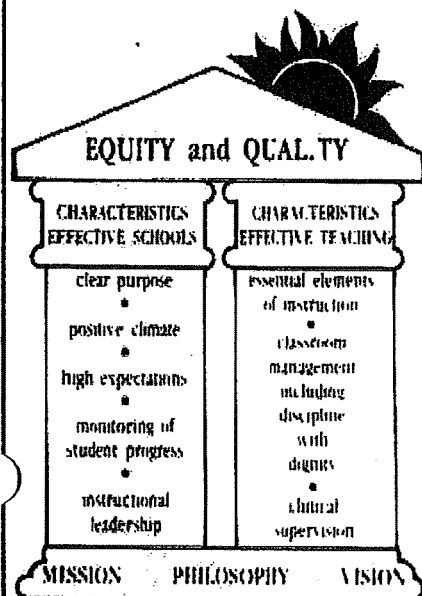 EQUITY and QUAL.TY
CHARACTERISTICS
EFFECTIVE SCHOOLS
clear purpose
•
positive climate
•
high expectations
•
monitoring of
student progress
•
instructional
leadership
CHARACTERISTICS
EFFECTIVE TEACHING
essential elements
of instruction
•
classroom
management
including
discipline
with
dignity
•
clinical
supervision
MISSION PHILOSOPHY VISION